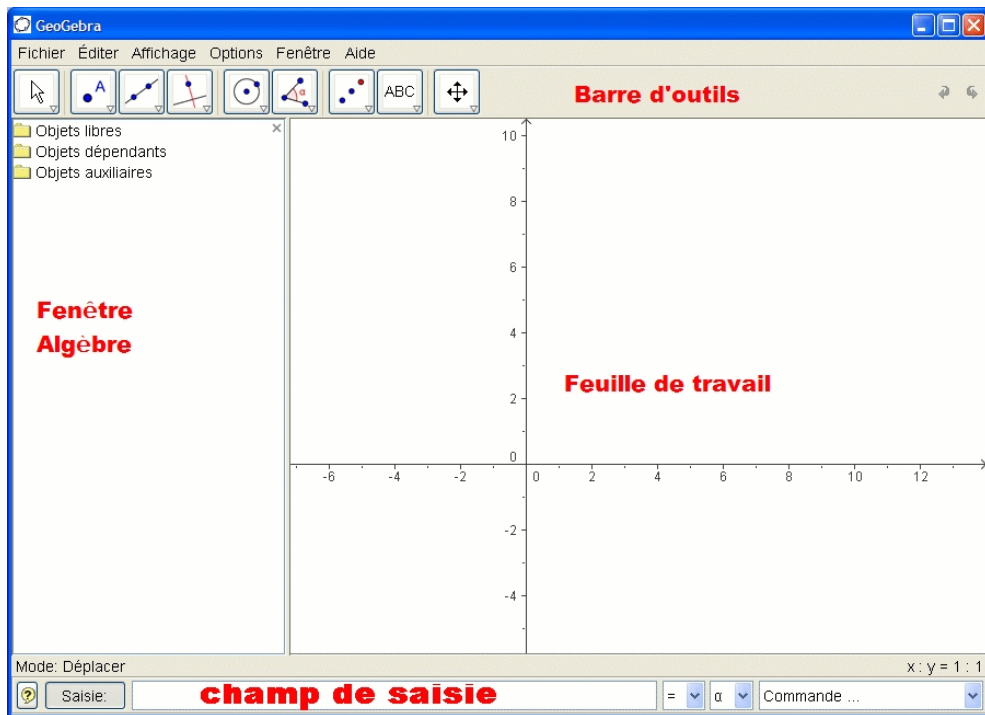 GeoGebra
Fichier Éditer Affichage Options Fenêtre Aide
A
α
ABC
Barre d'outils
Objets libres
Objets dépendants
Objets auxiliaires
Fenêtre
Algèbre
Feuille de travail
10
8
6
4
2
0
-2
-4
-6 -4 -2 0 2 4 6 8 10 12
Mode: Déplacer
x : y = 1 : 1
? Saisie: champ de saisie = α Commande ...